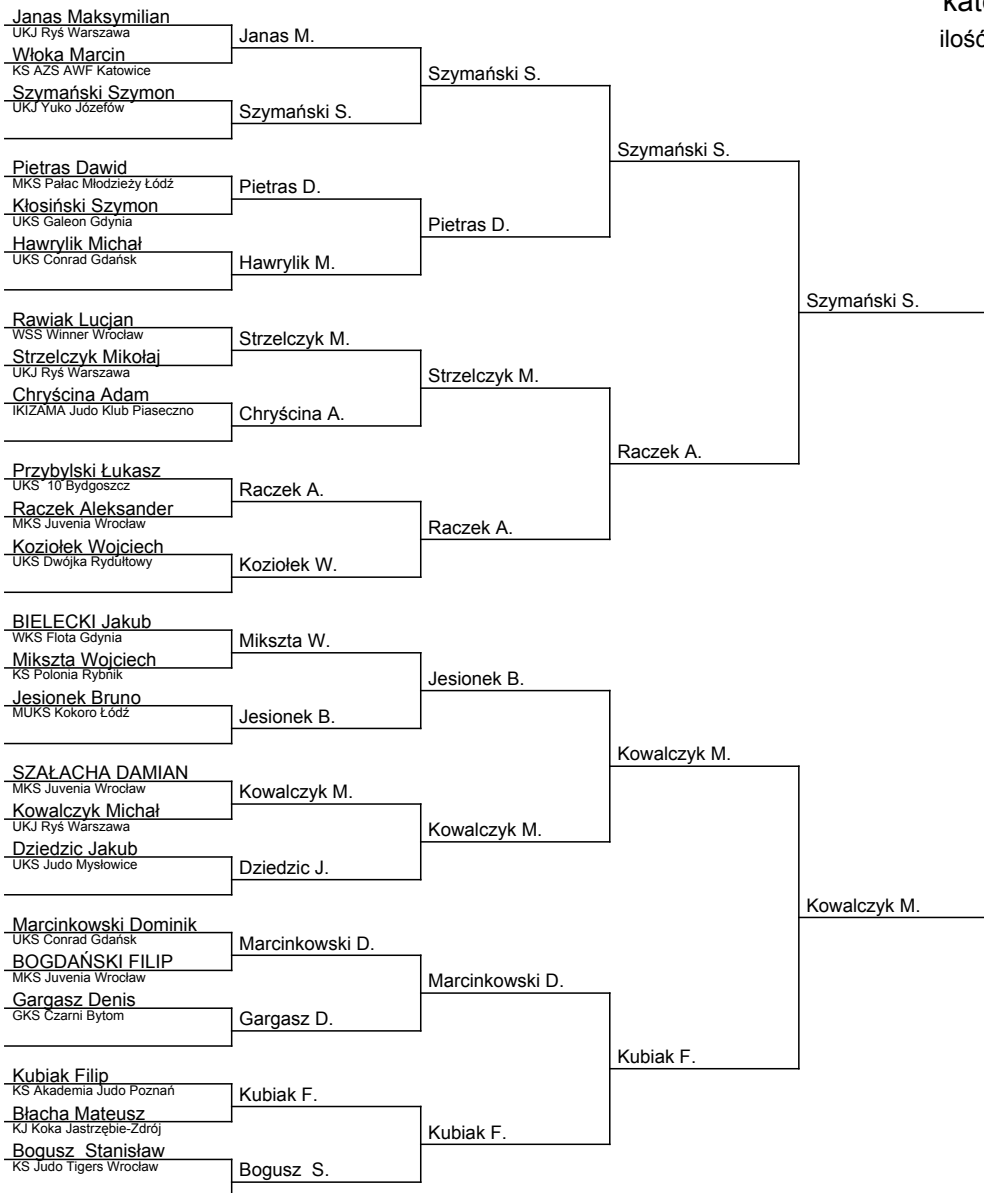 Janas Maksymilian
UKJ Ryś Warszawa
Włoka Marcin
KS AZS AWF Katowice
Szymański Szymon
UKJ Yuko Józefów
Pietras Dawid
MKS Pałac Młodzieży Łódź
Kłosiński Szymon
UKS Galeon Gdynia
Hawrylik Michał
UKS Conrad Gdańsk
Rawiak Lucjan
WSS Winner Wrocław
Strzelczyk Mikołaj
UKJ Ryś Warszawa
Chryścina Adam
IKIZAMA Judo Klub Piaseczno
Przybylski Łukasz
UKS 10 Bydgoszcz
Raczek Aleksander
MKS Juvenia Wrocław
Koziołek Wojciech
UKS Dwójka Rydułtowy
BIELECKI Jakub
WKS Flota Gdynia
Mikszta Wojciech
KS Polonia Rybnik
Jesionek Bruno
MUKS Kokoro Łódź
SZAŁACHA DAMIAN
MKS Juvenia Wrocław
Kowalczyk Michał
UKJ Ryś Warszawa
Dziedzic Jakub
UKS Judo Mysłowice
Marcinkowski Dominik
UKS Conrad Gdańsk
BOGDAŃSKI FILIP
MKS Juvenia Wrocław
Gargasz Denis
GKS Czarni Bytom
Kubiak Filip
KS Akademia Judo Poznań
Błacha Mateusz
KJ Koka Jastrzębie-Zdrój
Bogusz Stanisław
KS Judo Tigers Wrocław
Janas M.
Szymański S.
Pietras D.
Hawrylik M.
Strzelczyk M.
Chryścina A.
Raczek A.
Koziołek W.
Mikszta W.
Jesionek B.
Kowalczyk M.
Dziedzic J.
Marcinkowski D.
Gargasz D.
Kubiak F.
Bogusz S.
Szymański S.
Pietras D.
Strzelczyk M.
Raczek A.
Jesionek B.
Kowalczyk M.
Marcinkowski D.
Kubiak F.
Szymański S.
Raczek A.
Kowalczyk M.
Kubiak F.
Szymański S.
Kowalczyk M.
ilość